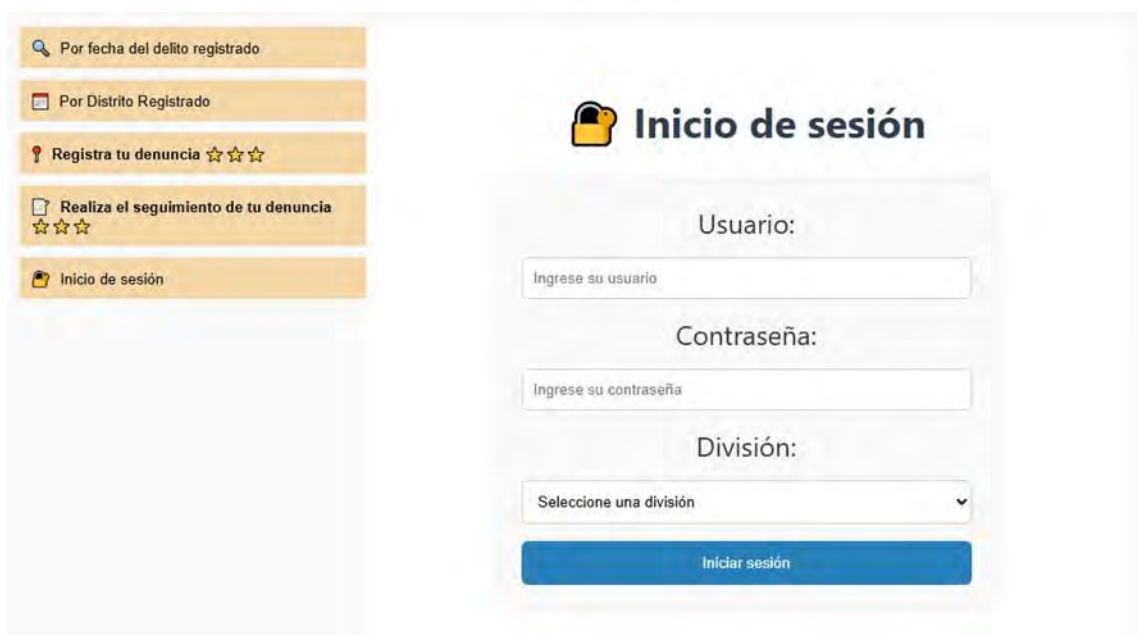 Por fecha del delito registrado
Por Distrito Registrado
Registra tu denuncia
Realiza el seguimiento de tu denuncia
Inicio de sesión
Inicio de sesión
Usuario:
Ingrese su usuario
Contraseña:
Ingrese su contraseña
División:
Seleccione una división
Iniciar sesión